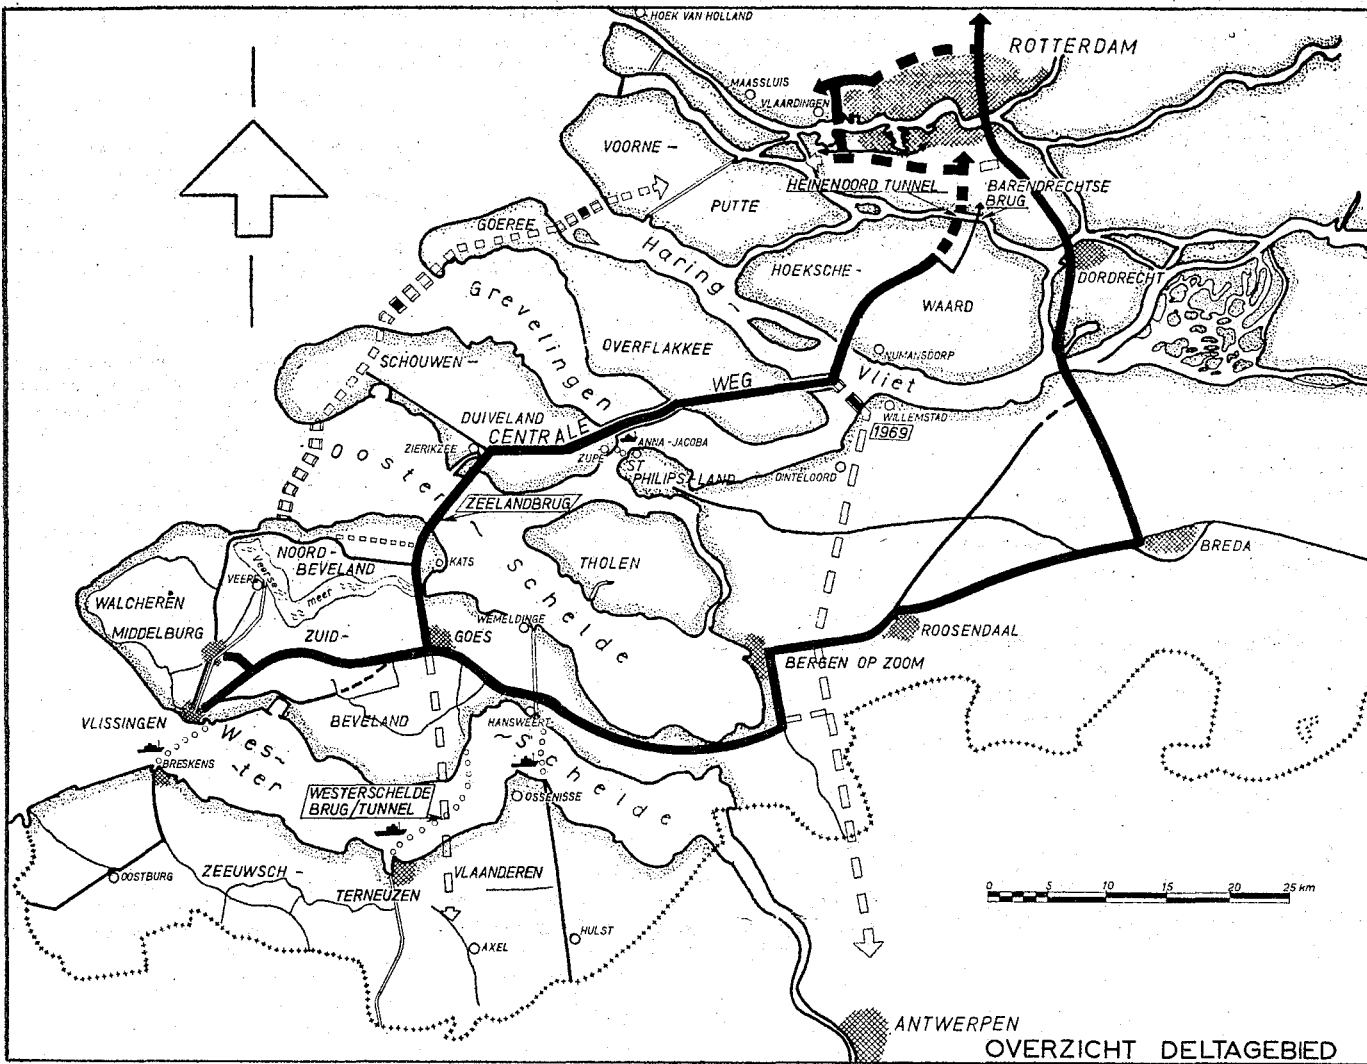 HOEK VAN HOLLAND
ROTTERDAM
MAASSLUIS
VLAARDINGEN
VOORNE -
HEINENOORD TUNNEL
BARENDRECHTSE
BRUG
PUTTE
GOEREE
Haring -
HOEKSCHE -
DORDRECHT
Grevelingen
WAARD
OVERFLAKKEE
SCHOUWEN -
NUMANSDORP
Vliet
WEG
WILLEMSTAD
DUIVELAND
CENTRALE
1969
ZIERIKZEE
ANNA-JACOBA
ZIJPE
ST
PHILIPSLAND
DINTELOORD
Ooster
ZEELANDBRUG
- Schelde
NOORD -
BEVELAND
KATS
THOLEN
BREDA
VEERE
Veerse
meer
WALCHEREN
MIDDELBURG
ZUID -
WEMELDINGE
GOES
ROOSENDAAL
BERGEN OP ZOOM
VLISSINGEN
BEVELAND
HANSWEERT
Wes-
-ter
- Schelde
BRESKENS
WESTERSCHELDE
BRUG/TUNNEL
OSSENISSE
OOSTBURG
ZEEUWSCH -
VLAANDEREN
TERNEUZEN
0 5 10 15 20 25 km
AXEL
HULST
ANTWERPEN
OVERZICHT DELTAGEBIED